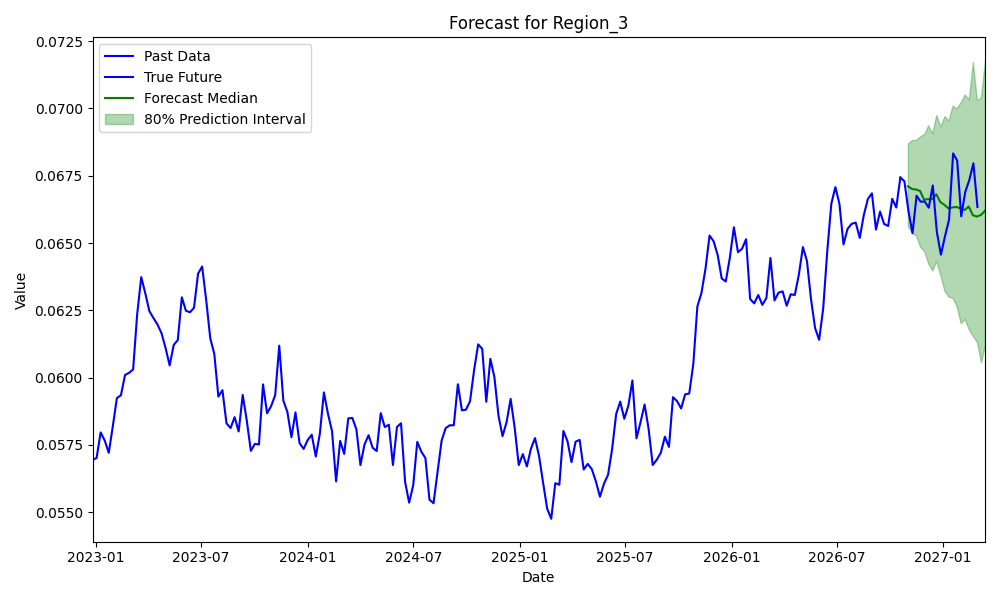 Forecast for Region_3
0.0725
0.0700
0.0675
0.0650
0.0625
0.0600
0.0575
0.0550
Value
Past Data
True Future
Forecast Median
80% Prediction Interval
2023-01 2023-07 2024-01 2024-07 2025-01 2025-07 2026-01 2026-07 2027-01
Date